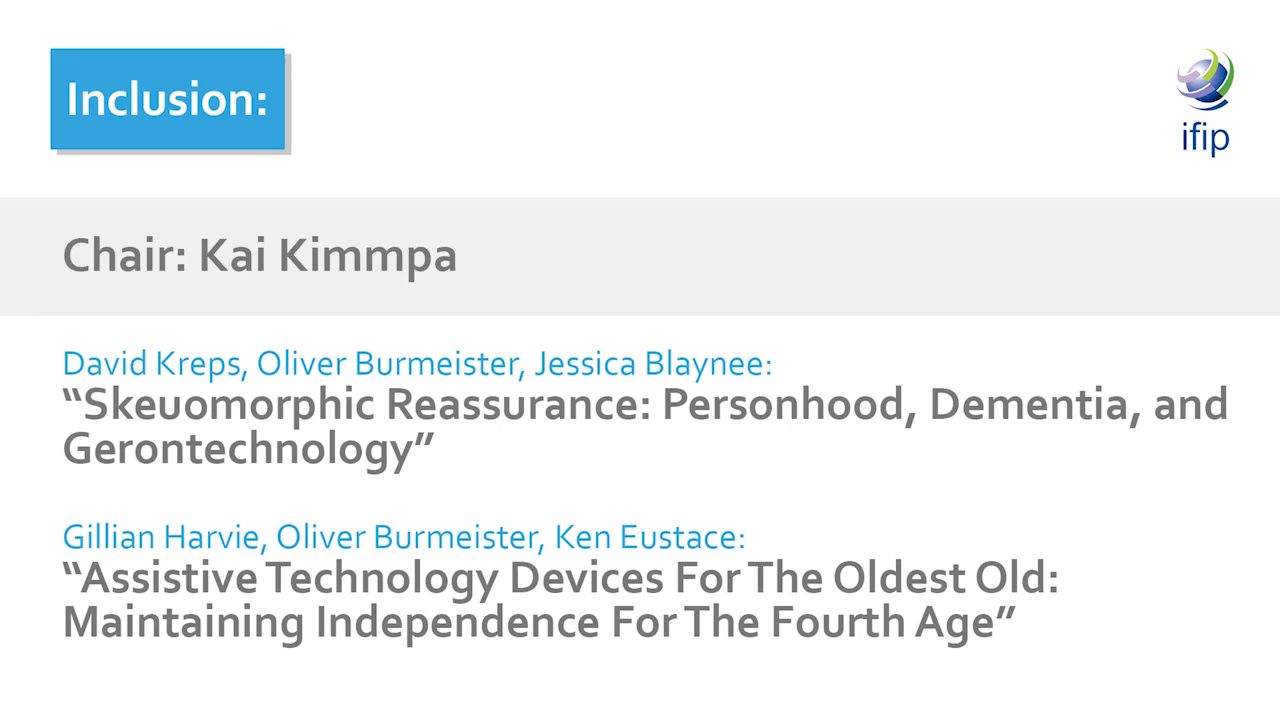 Inclusion:
ifip
Chair: Kai Kimmpa
David Kreps, Oliver Burmeister, Jessica Blaynee:
“Skeuomorphic Reassurance: Personhood, Dementia, and
Gerontechnology”
Gillian Harvie, Oliver Burmeister, Ken Eustace:
“Assistive Technology Devices For The Oldest Old:
Maintaining Independence For The Fourth Age”